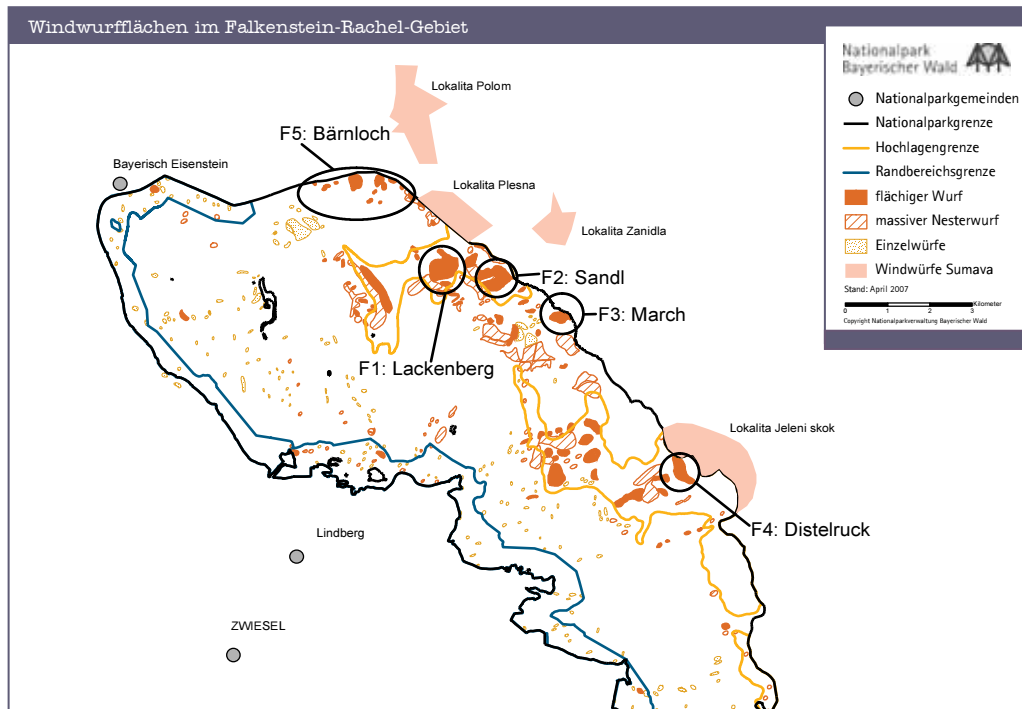 Windwurfflächen im Falkenstein-Rachel-Gebiet
Nationalpark
Bayerischer Wald
Nationalparkgemeinden
Nationalparkgrenze
Hochlagengrenze
Randbereichsgrenze
flächiger Wurf
massiver Nesterwurf
Einzelwürfe
Windwürfe Sumava
Stand: April 2007
Kilometer
0 1 2 3
Copyright Nationalparkverwaltung Bayerischer Wald
Lokalita Polom
F5: Bärnloch
Bayerisch Eisenstein
Lokalita Plesna
Lokalita Zanidla
F2: Sandl
F3: March
F1: Lackenberg
Lokalita Jeleni skok
F4: Distelruck
Lindberg
ZWIESEL